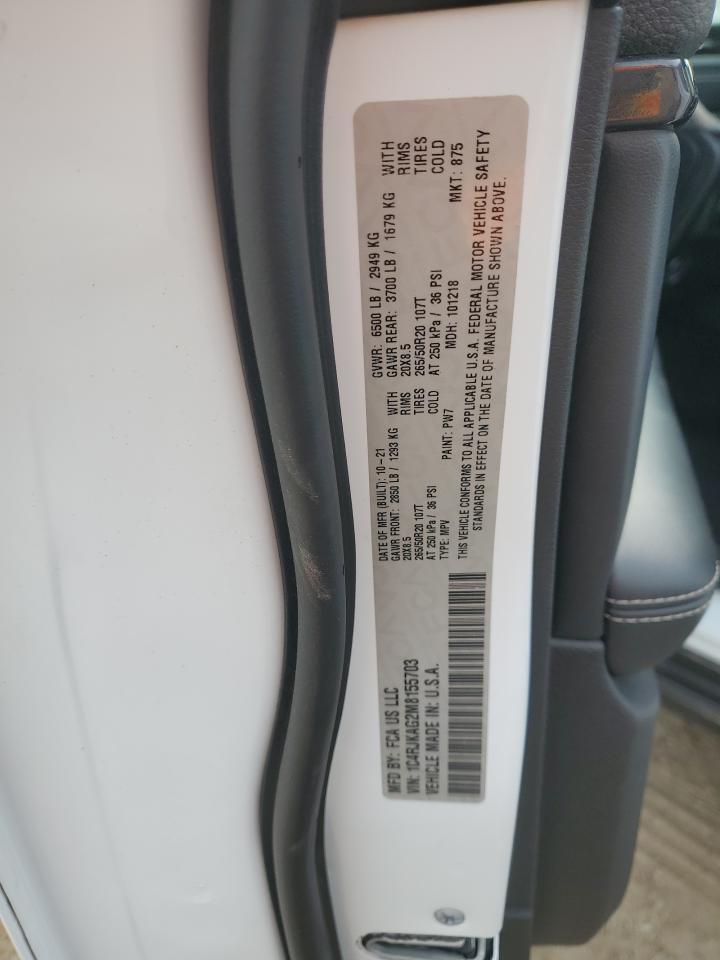 MFD BY: FCA US LLC
DATE OF MFR (BUILT): 10-21
GVWR: 6500 LB / 2949 KG
VIN: 1C4RJKAG2M8155703
GAWR FRONT: 2850 LB / 1293 KG WITH
GAWR REAR: 3700 LB / 1679 KG WITH
VEHICLE MADE IN: U.S.A.
20X8.5 RIMS
20X8.5 RIMS
265/50R20 107T TIRES
265/50R20 107T TIRES
AT 250 kPa / 36 PSI COLD
AT 250 kPa / 36 PSI COLD
TYPE: MPV PAINT: PW7 MDH: 101218 MKT: 875
THIS VEHICLE CONFORMS TO ALL APPLICABLE U.S.A. FEDERAL MOTOR VEHICLE SAFETY
STANDARDS IN EFFECT ON THE DATE OF MANUFACTURE SHOWN ABOVE.